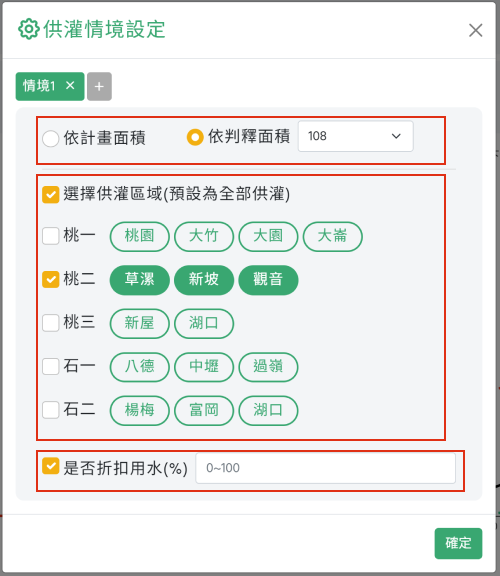 供灌情境設定
情境1 × +
依計畫面積 依判釋面積 108
選擇供灌區域(預設為全部供灌)
桃一 桃園 大竹 大園 大崙
桃二 草漯 新坡 觀音
桃三 新屋 湖口
石一 八德 中壢 過嶺
石二 楊梅 富岡 湖口
是否折扣用水(%) 0~100
確定